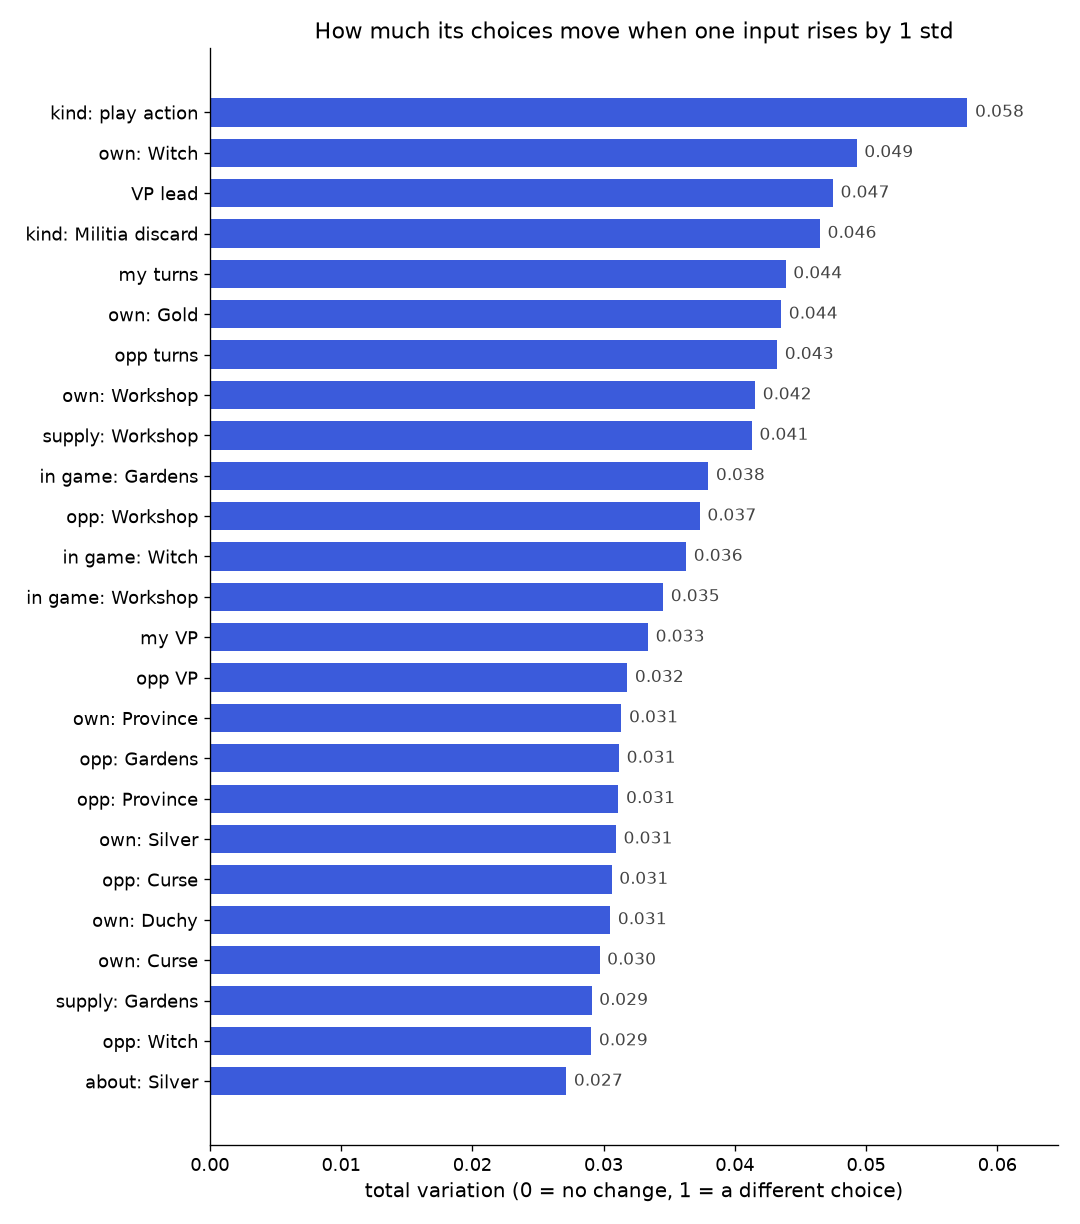 How much its choices move when one input rises by 1 std
kind: play action 0.058
own: Witch 0.049
VP lead 0.047
kind: Militia discard 0.046
my turns 0.044
own: Gold 0.044
opp turns 0.043
own: Workshop 0.042
supply: Workshop 0.041
in game: Gardens 0.038
opp: Workshop 0.037
in game: Witch 0.036
in game: Workshop 0.035
my VP 0.033
opp VP 0.032
own: Province 0.031
opp: Gardens 0.031
opp: Province 0.031
own: Silver 0.031
opp: Curse 0.031
own: Duchy 0.031
own: Curse 0.030
supply: Gardens 0.029
opp: Witch 0.029
about: Silver 0.027
0.00 0.01 0.02 0.03 0.04 0.05 0.06
total variation (0 = no change, 1 = a different choice)